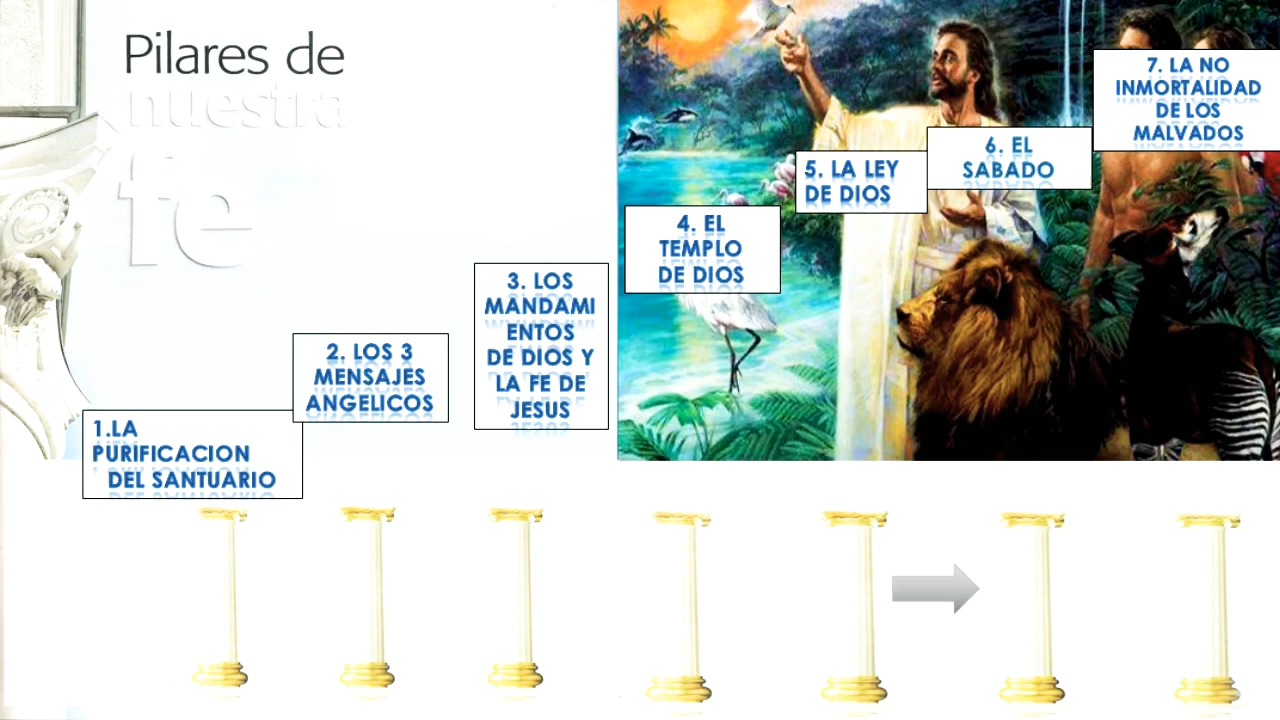 Pilares de
nuestra
fe
1.LA
PURIFICACION
DEL SANTUARIO
2. LOS 3
MENSAJES
ANGELICOS
3. LOS
MANDAMI
ENTOS
DE DIOS Y
LA FE DE
JESUS
4. EL
TEMPLO
DE DIOS
5. LA LEY
DE DIOS
6. EL
SABADO
7. LA NO
INMORTALIDAD
DE LOS
MALVADOS